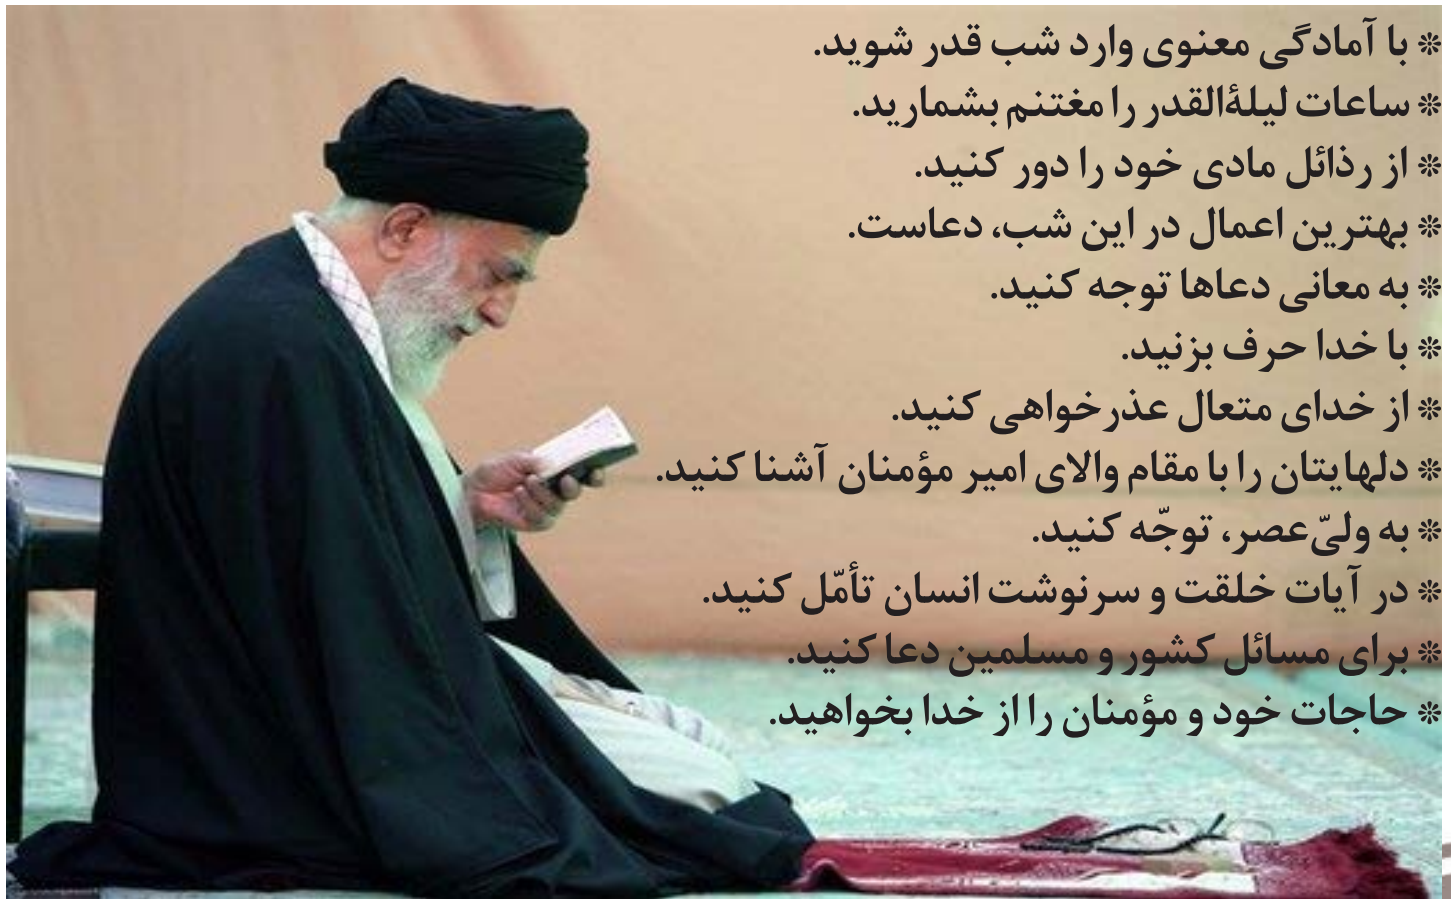 ❊ با آمادگی معنوی وارد شب قدر شوید.
❊ ساعات لیلةالقدر را مغتنم بشمارید.
❊ از رذائل مادی خود را دور کنید.
❊ بهترین اعمال در این شب، دعاست.
❊ به معانی دعاها توجه کنید.
❊ با خدا حرف بزنید.
❊ از خدای متعال عذرخواهی کنید.
❊ دلهایتان را با مقام والای امیر مؤمنان آشنا کنید.
❊ به ولیّ‌عصر، توجّه کنید.
❊ در آیات خلقت و سرنوشت انسان تأمّل کنید.
❊ برای مسائل کشور و مسلمین دعا کنید.
❊ حاجات خود و مؤمنان را از خدا بخواهید.